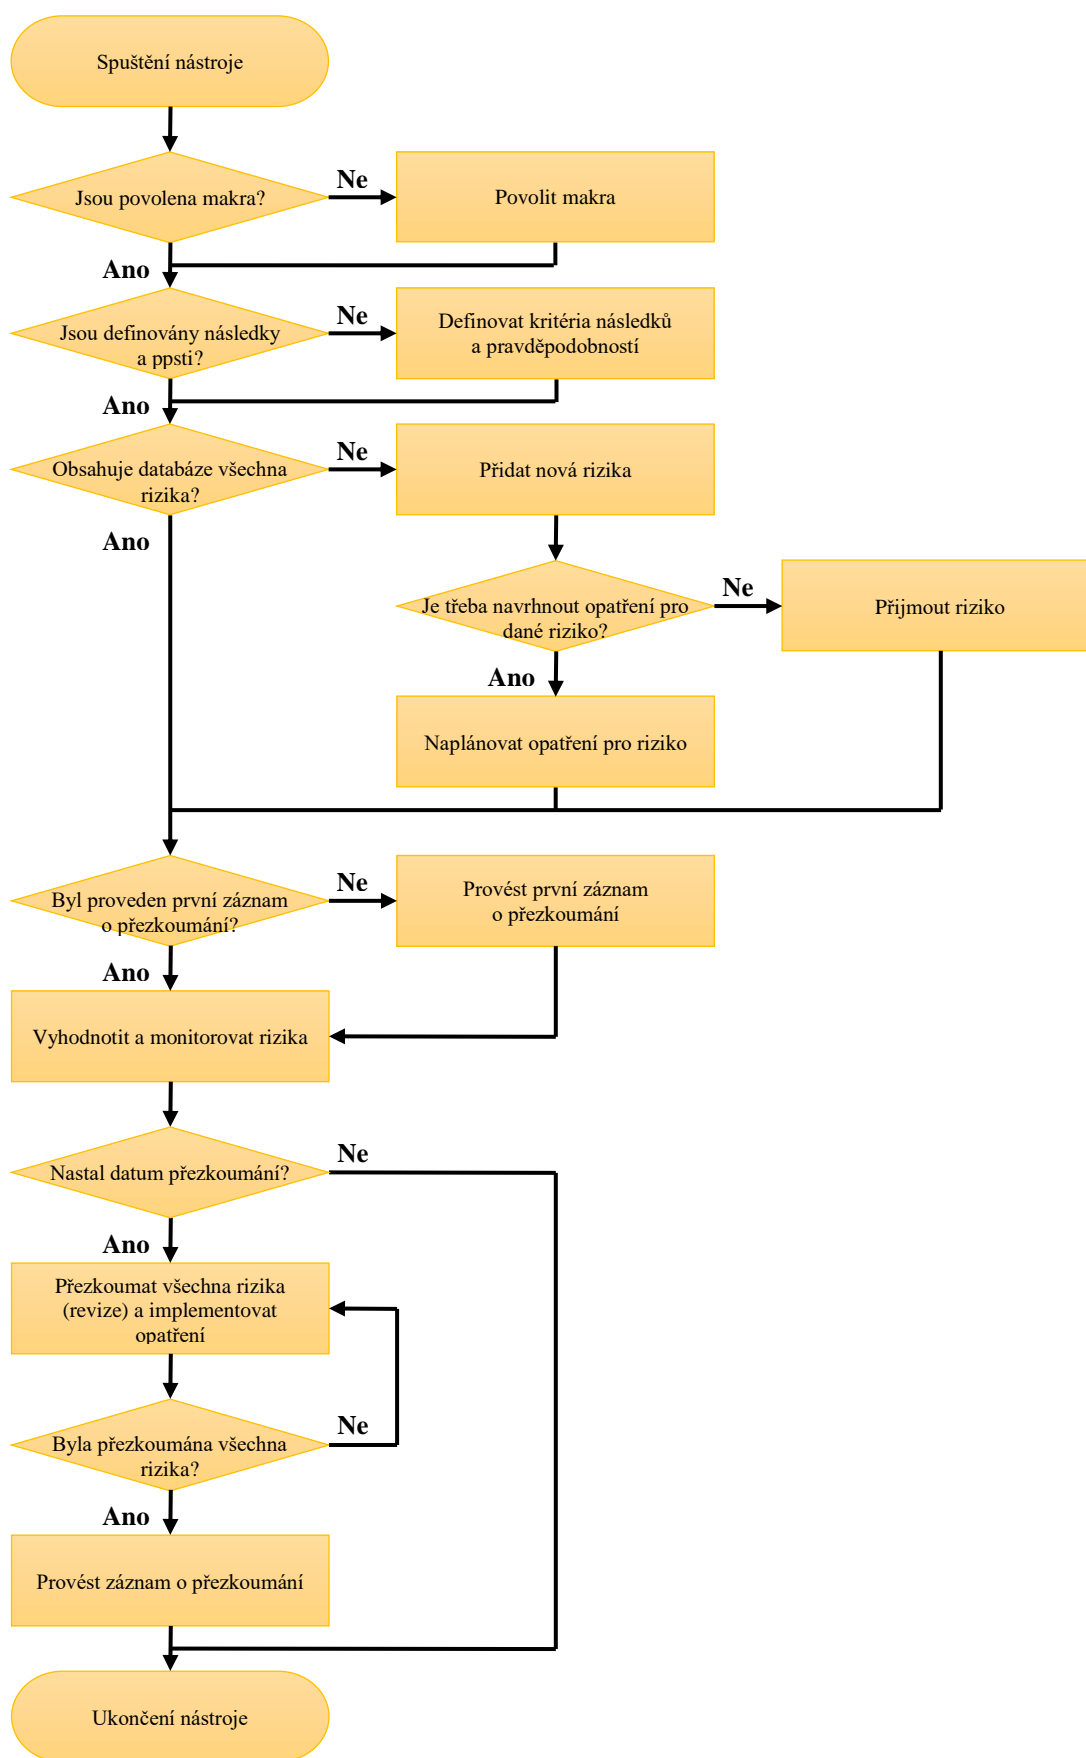 Spuštění nástroje
Jsou povolena makra?
Ne
Povolit makra
Ano
Jsou definovány následky
a ppsti?
Ne
Definovat kritéria následků
a pravděpodobností
Ano
Obsahuje databáze všechna
rizika?
Ne
Přidat nová rizika
Ano
Je třeba navrhnout opatření pro
dané riziko?
Ne
Přijmout riziko
Ano
Naplánovat opatření pro riziko
Byl proveden první záznam
o přezkoumání?
Ne
Provést první záznam
o přezkoumání
Ano
Vyhodnotit a monitorovat rizika
Nastal datum přezkoumání?
Ne
Ano
Přezkoumat všechna rizika
(revize) a implementovat
opatření
Byla přezkoumána všechna
rizika?
Ne
Ano
Provést záznam o přezkoumání
Ukončení nástroje